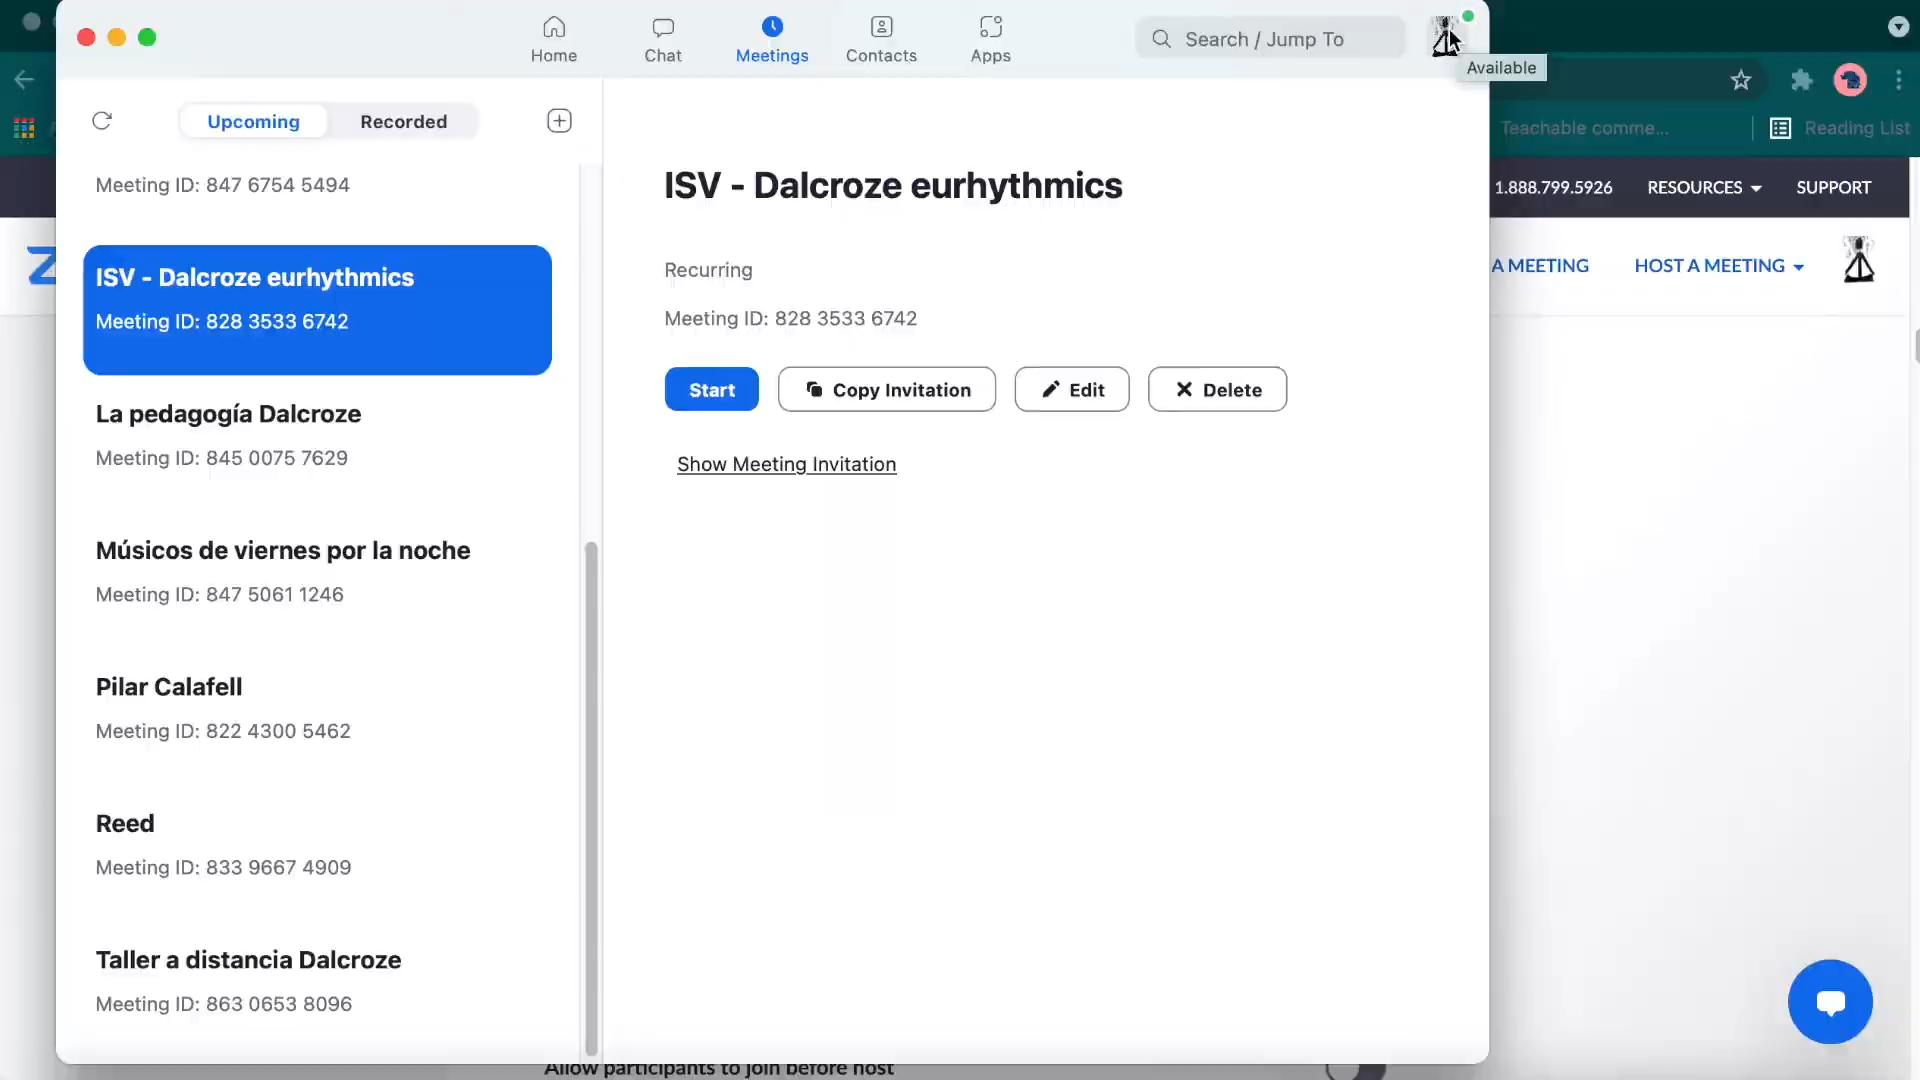 Home
Chat
Meetings
Contacts
Apps
Search / Jump To
Available
Upcoming
Recorded
Teachable comme...
Reading List
Meeting ID: 847 6754 5494
ISV - Dalcroze eurhythmics
1.888.799.5926
RESOURCES
SUPPORT
A MEETING
HOST A MEETING
ISV - Dalcroze eurhythmics
Meeting ID: 828 3533 6742
Recurring
Meeting ID: 828 3533 6742
Start
Copy Invitation
Edit
Delete
Show Meeting Invitation
La pedagogía Dalcroze
Meeting ID: 845 0075 7629
Músicos de viernes por la noche
Meeting ID: 847 5061 1246
Pilar Calafell
Meeting ID: 822 4300 5462
Reed
Meeting ID: 833 9667 4909
Taller a distancia Dalcroze
Meeting ID: 863 0653 8096
Allow participants to join before host